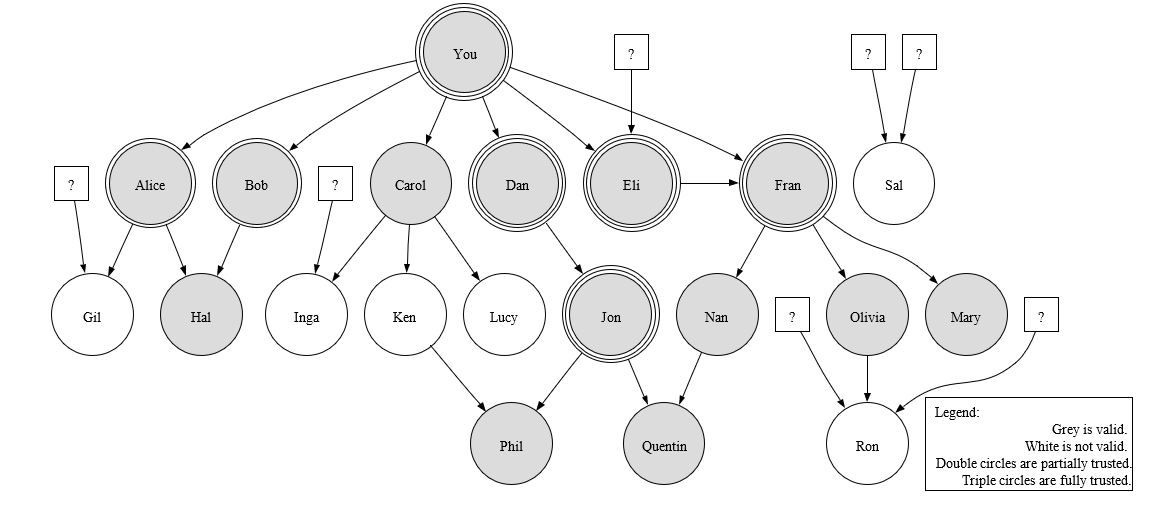 You
?
?
?
?
Alice
Bob
?
Carol
Dan
Eli
Fran
Sal
Gil
Hal
Inga
Ken
Lucy
Jon
Nan
?
Olivia
Mary
?
Phil
Quentin
Ron
Legend:
Grey is valid.
White is not valid.
Double circles are partially trusted.
Triple circles are fully trusted.